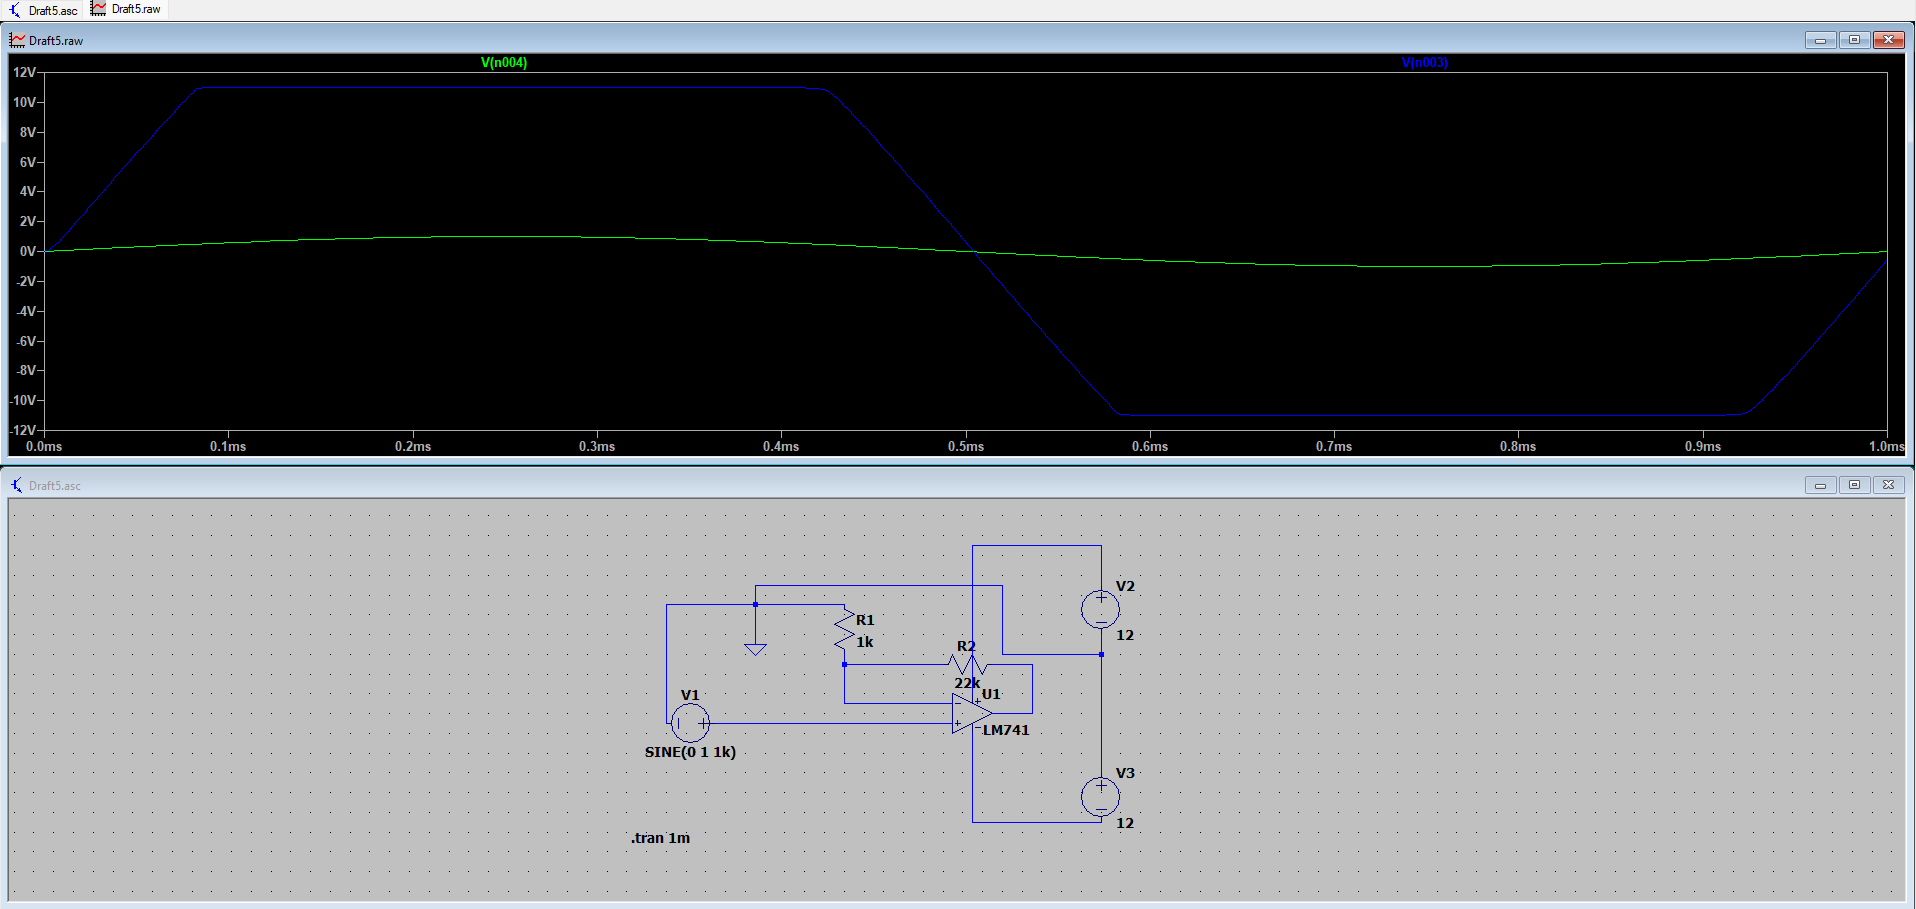 Draft5.asc Draft5.raw
Draft5.raw
V(n004) V(n003)
12V
10V
8V
6V
4V
2V
0V
-2V
-4V
-6V
-8V
-10V
-12V
0.0ms 0.1ms 0.2ms 0.3ms 0.4ms 0.5ms 0.6ms 0.7ms 0.8ms 0.9ms 1.0ms
Draft5.asc
V2
12
R1
1k
R2
22k
U1
LM741
V1
SINE(0 1 1k)
V3
12
.tran 1m